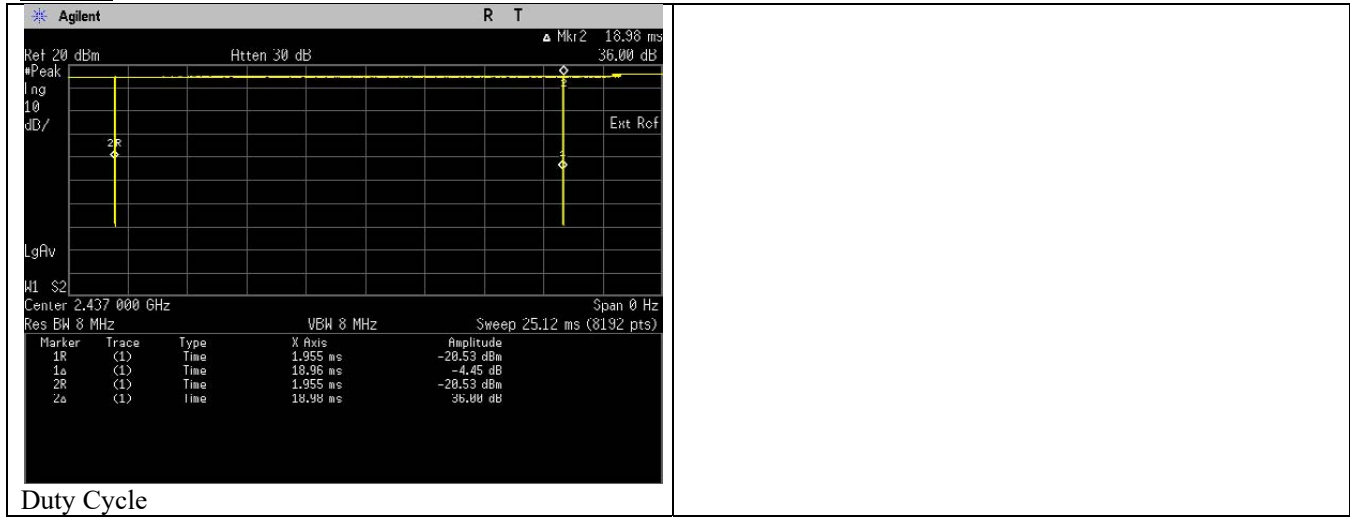 Agilent R T
Δ Mkr2 18.98 ms
Ref 20 dBm Atten 30 dB 36.00 dB
#Peak
Log
10
dB/
Ext Ref
2R
2
1
LgAv
W1 S2
Center 2.437 000 GHz Span 0 Hz
Res BW 8 MHz VBW 8 MHz Sweep 25.12 ms (8192 pts)
Marker Trace Type X Axis Amplitude
1R (1) Time 1.955 ms -20.53 dBm
1Δ (1) Time 18.96 ms -4.45 dB
2R (1) Time 1.955 ms -20.53 dBm
2Δ (1) Time 18.98 ms 36.00 dB
Duty Cycle